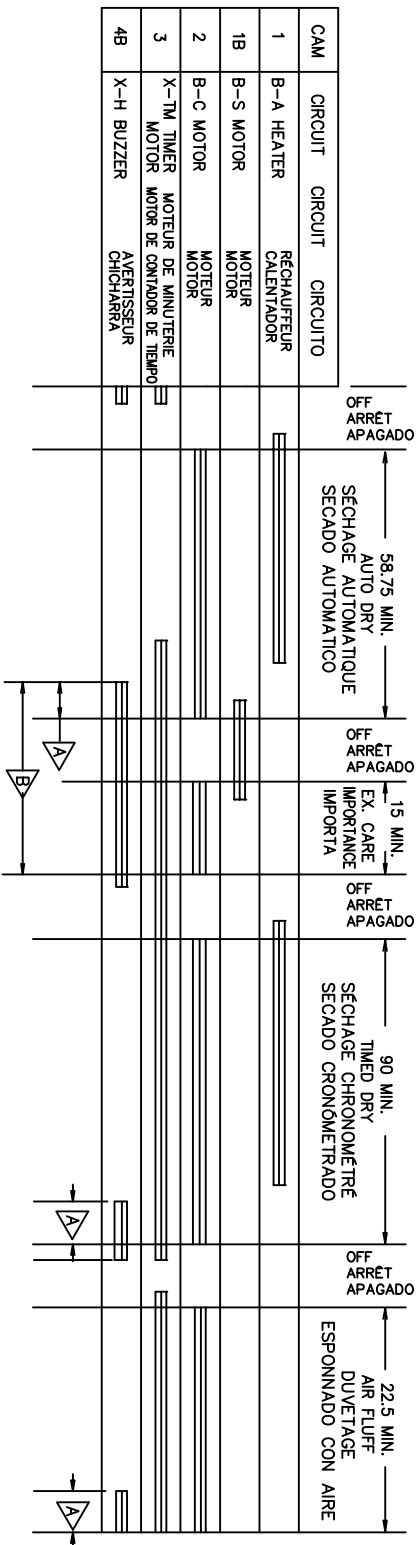 CAM CIRCUIT CIRCUIT CIRCUITO
1 B-A HEATER RÉCHAUFFEUR
CALENTADOR
1B B-S MOTOR MOTEUR
MOTOR
2 B-C MOTOR MOTEUR
MOTOR
3 X-TM TIMER MOTEUR DE MINUTERIE
MOTOR MOTOR DE CONTADOR DE TIEMPO
4B X-H BUZZER AVERTISSEUR
CHICHARRA
OFF
ARRÊT
APAGADO
58.75 MIN.
AUTO DRY
SÉCHAGE AUTOMATIQUE
SECADO AUTOMATICO
OFF
ARRÊT
APAGADO
15 MIN.
EX. CARE
IMPORTANCE
IMPORTA
OFF
ARRÊT
APAGADO
90 MIN.
TIMED DRY
SÉCHAGE CHRONOMÉTRÉ
SECADO CRONÓMETRADO
OFF
ARRÊT
APAGADO
22.5 MIN.
AIR FLUFF
DUVETAGE
ESPONNADO CON AIRE
A
B
A
A